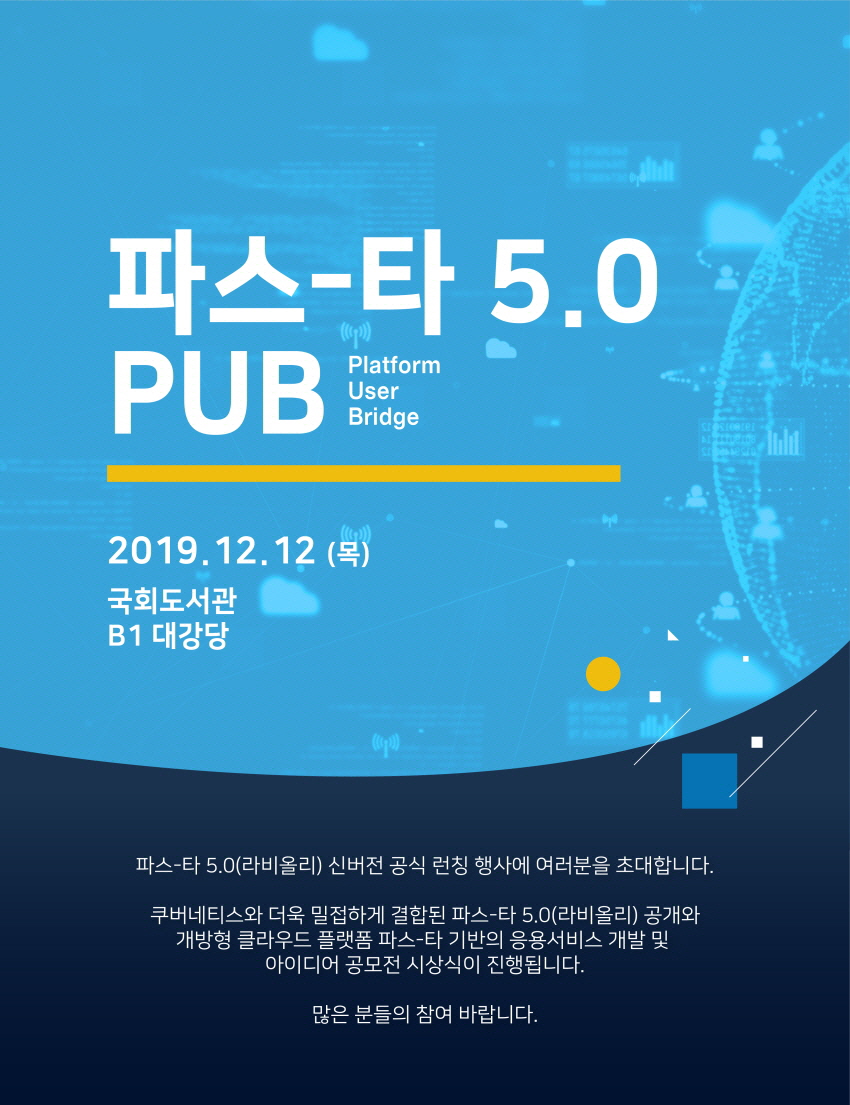 파스-타 5.0
PUB
Platform
User
Bridge
2019.12.12 (목)
국회도서관
B1 대강당
파스-타 5.0(라비올리) 신버전 공식 런칭 행사에 여러분을 초대합니다.
쿠버네티스와 더욱 밀접하게 결합된 파스-타 5.0(라비올리) 공개와
개방형 클라우드 플랫폼 파스-타 기반의 응용서비스 개발 및
아이디어 공모전 시상식이 진행됩니다.
많은 분들의 참여 바랍니다.